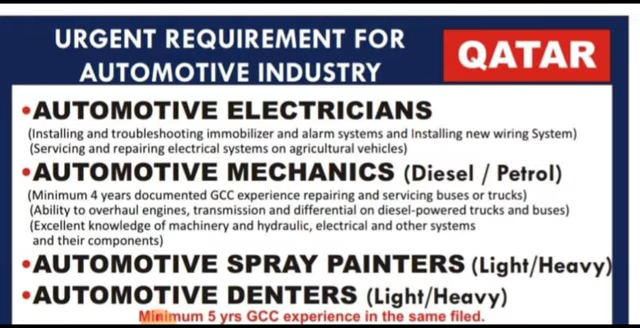 URGENT REQUIREMENT FOR
AUTOMOTIVE INDUSTRY
QATAR
•AUTOMOTIVE ELECTRICIANS
(Installing and troubleshooting immobilizer and alarm systems and Installing new wiring System)
(Servicing and repairing electrical systems on agricultural vehicles)
•AUTOMOTIVE MECHANICS (Diesel / Petrol)
(Minimum 4 years documented GCC experience repairing and servicing buses or trucks)
(Ability to overhaul engines, transmission and differential on diesel-powered trucks and buses)
(Excellent knowledge of machinery and hydraulic, electrical and other systems
and their components)
•AUTOMOTIVE SPRAY PAINTERS (Light/Heavy)
•AUTOMOTIVE DENTERS (Light/Heavy)
Minimum 5 yrs GCC experience in the same filed.